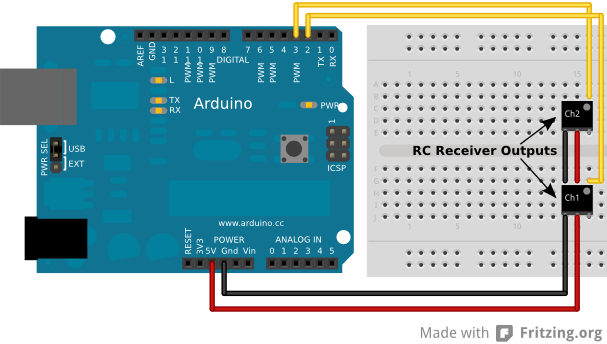 AREF
GND
13
12
PWM 11
PWM 10
PWM 9
8
DIGITAL
7
PWM 6
PWM 5
4
PWM 3
2
TX 1
RX 0
L
TX
RX
Arduino
PWR
1
ICSP
PWR SEL
USB
EXT
www.arduino.cc
RESET
3V3
5V
Gnd
Vin
POWER
ANALOG IN
0 1 2 3 4 5
1 5 10 15
Ch2
RC Receiver Outputs
Ch1
1 5 10
Made with Fritzing.org